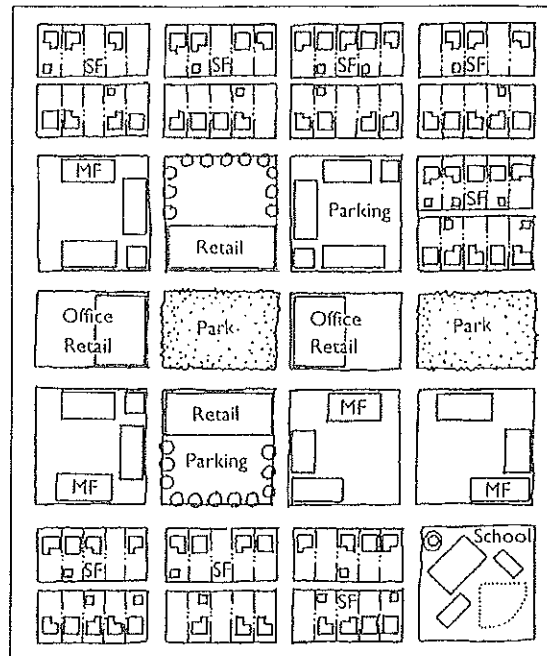 SF SF SF SF
MF
Parking
SF
Retail
Office
Retail
Park
Office
Retail
Park
Retail
MF
Parking
MF
MF
School
SF
SF
SF